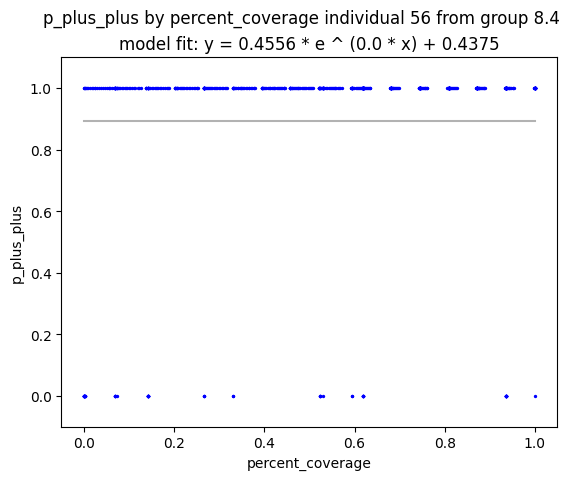 p_plus_plus by percent_coverage individual 56 from group 8.4
model fit: y = 0.4556 * e ^ (0.0 * x) + 0.4375
1.0
0.8
0.6
0.4
0.2
0.0
p_plus_plus
0.0 0.2 0.4 0.6 0.8 1.0
percent_coverage